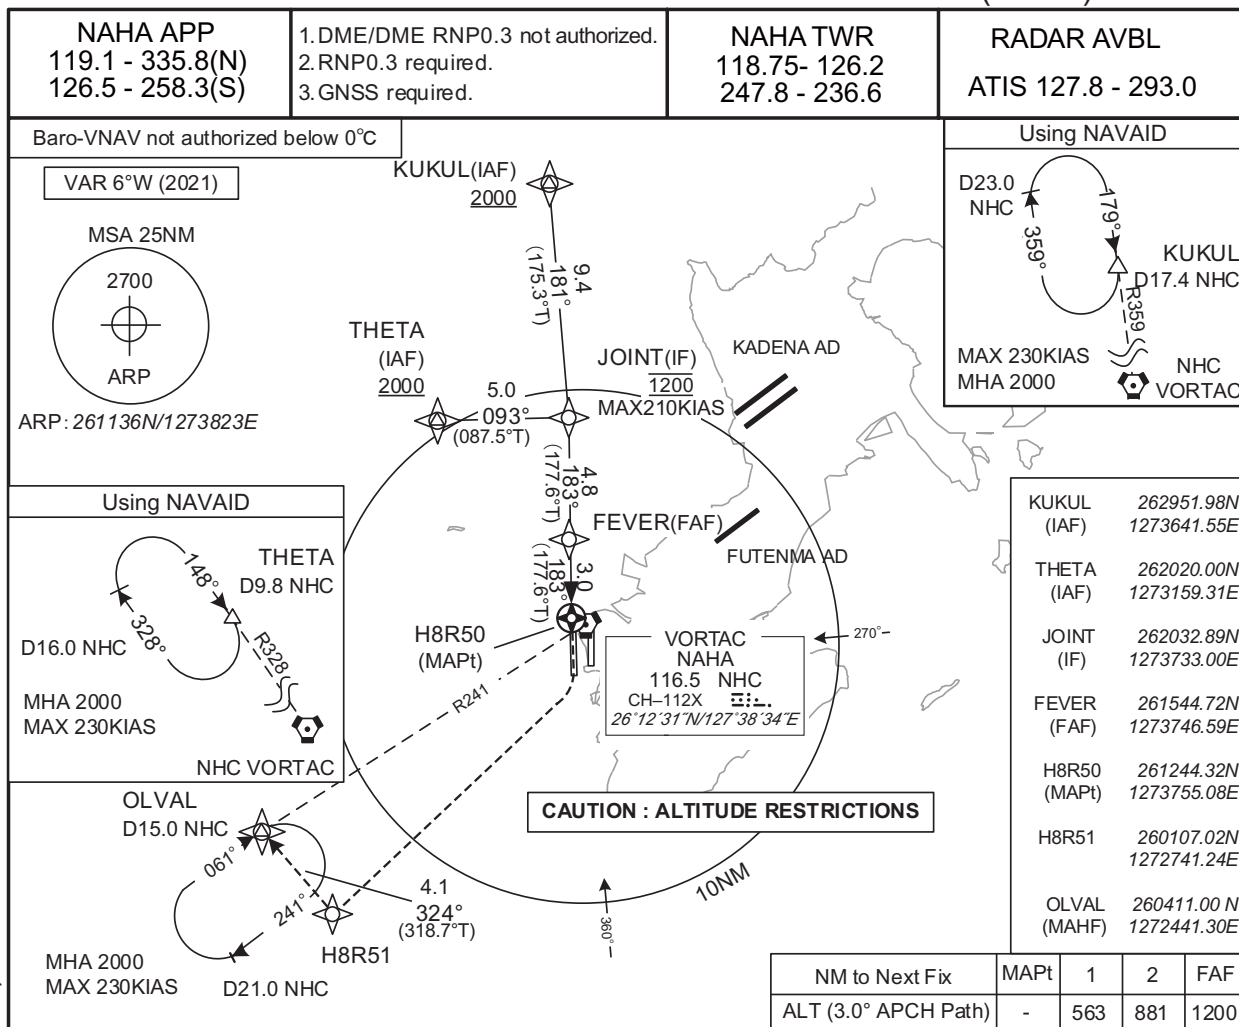 NAHA APP
119.1 - 335.8(N)
126.5 - 258.3(S)
1.DME/DME RNP0.3 not authorized.
2.RNP0.3 required.
3.GNSS required.
NAHA TWR
118.75- 126.2
247.8 - 236.6
RADAR AVBL
ATIS 127.8 - 293.0
Baro-VNAV not authorized below 0°C
VAR 6°W (2021)
MSA 25NM
2700
ARP
ARP: 261136N/1273823E
KUKUL(IAF)
2000
9.4
181°
(175.3°T)
THETA
(IAF)
2000
5.0
093°
(087.5°T)
JOINT(IF)
1200
MAX210KIAS
KADENA AD
4.8
183°
(177.6°T)
FEVER(FAF)
FUTENMA AD
3.0
183°
(177.6°T)
H8R50
(MAPt)
VORTAC
NAHA
116.5 NHC
CH–112X
26°12´31˝N/127°38´34˝E
270°
R241
Using NAVAID
D23.0
NHC
179°
359°
KUKUL
D17.4 NHC
R359
MAX 230KIAS
MHA 2000
NHC
VORTAC
Using NAVAID
THETA
D9.8 NHC
148°
328°
D16.0 NHC
R328
MHA 2000
MAX 230KIAS
NHC VORTAC
OLVAL
D15.0 NHC
061°
241°
4.1
324°
(318.7°T)
H8R51
MHA 2000
MAX 230KIAS
D21.0 NHC
CAUTION : ALTITUDE RESTRICTIONS
10NM
360°
KUKUL 262951.98N
(IAF) 1273641.55E
THETA 262020.00N
(IAF) 1273159.31E
JOINT 262032.89N
(IF) 1273733.00E
FEVER 261544.72N
(FAF) 1273746.59E
H8R50 261244.32N
(MAPt) 1273755.08E
H8R51 260107.02N
1272741.24E
OLVAL 260411.00 N
(MAHF) 1272441.30E
NM to Next Fix MAPt 1 2 FAF
ALT (3.0° APCH Path) - 563 881 1200